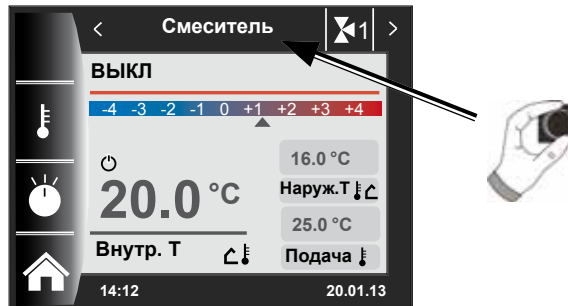 < Смеситель 1 >
ВЫКЛ
-4 -3 -2 -1 0 +1 +2 +3 +4
16.0 °C
20.0 °C
Наруж.Т
25.0 °C
Внутр. Т
Подача
14:12 20.01.13